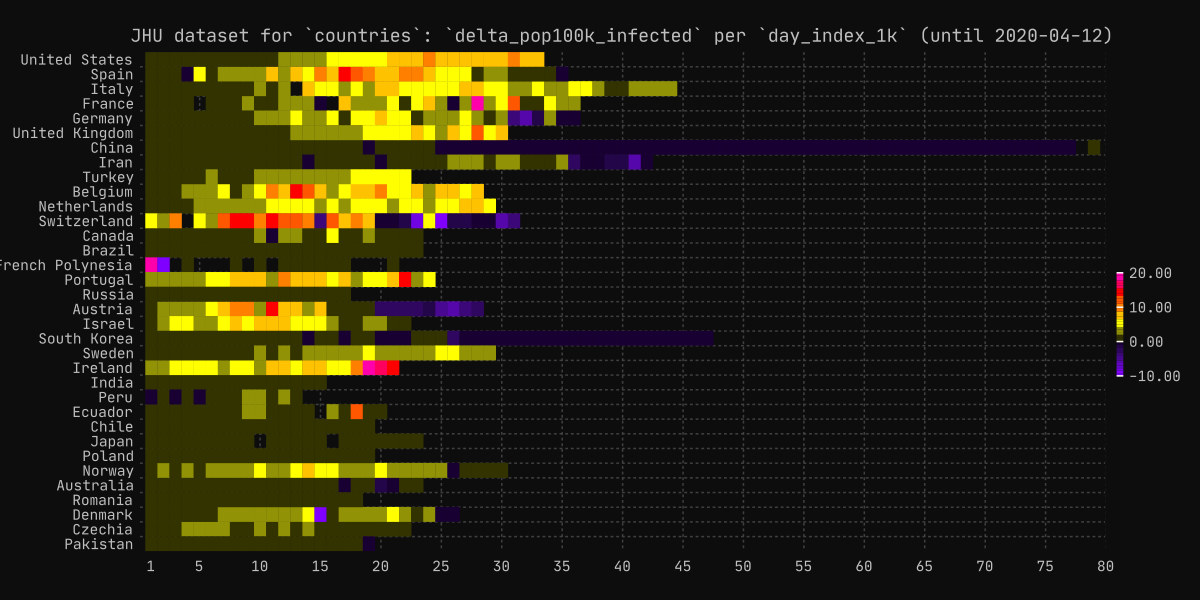 JHU dataset for `countries`: `delta_pop100k_infected` per `day_index_1k` (until 2020-04-12)
United States
Spain
Italy
France
Germany
United Kingdom
China
Iran
Turkey
Belgium
Netherlands
Switzerland
Canada
Brazil
French Polynesia
Portugal
Russia
Austria
Israel
South Korea
Sweden
Ireland
India
Peru
Ecuador
Chile
Japan
Poland
Norway
Australia
Romania
Denmark
Czechia
Pakistan
1 5 10 15 20 25 30 35 40 45 50 55 60 65 70 75 80
20.00
10.00
0.00
-10.00